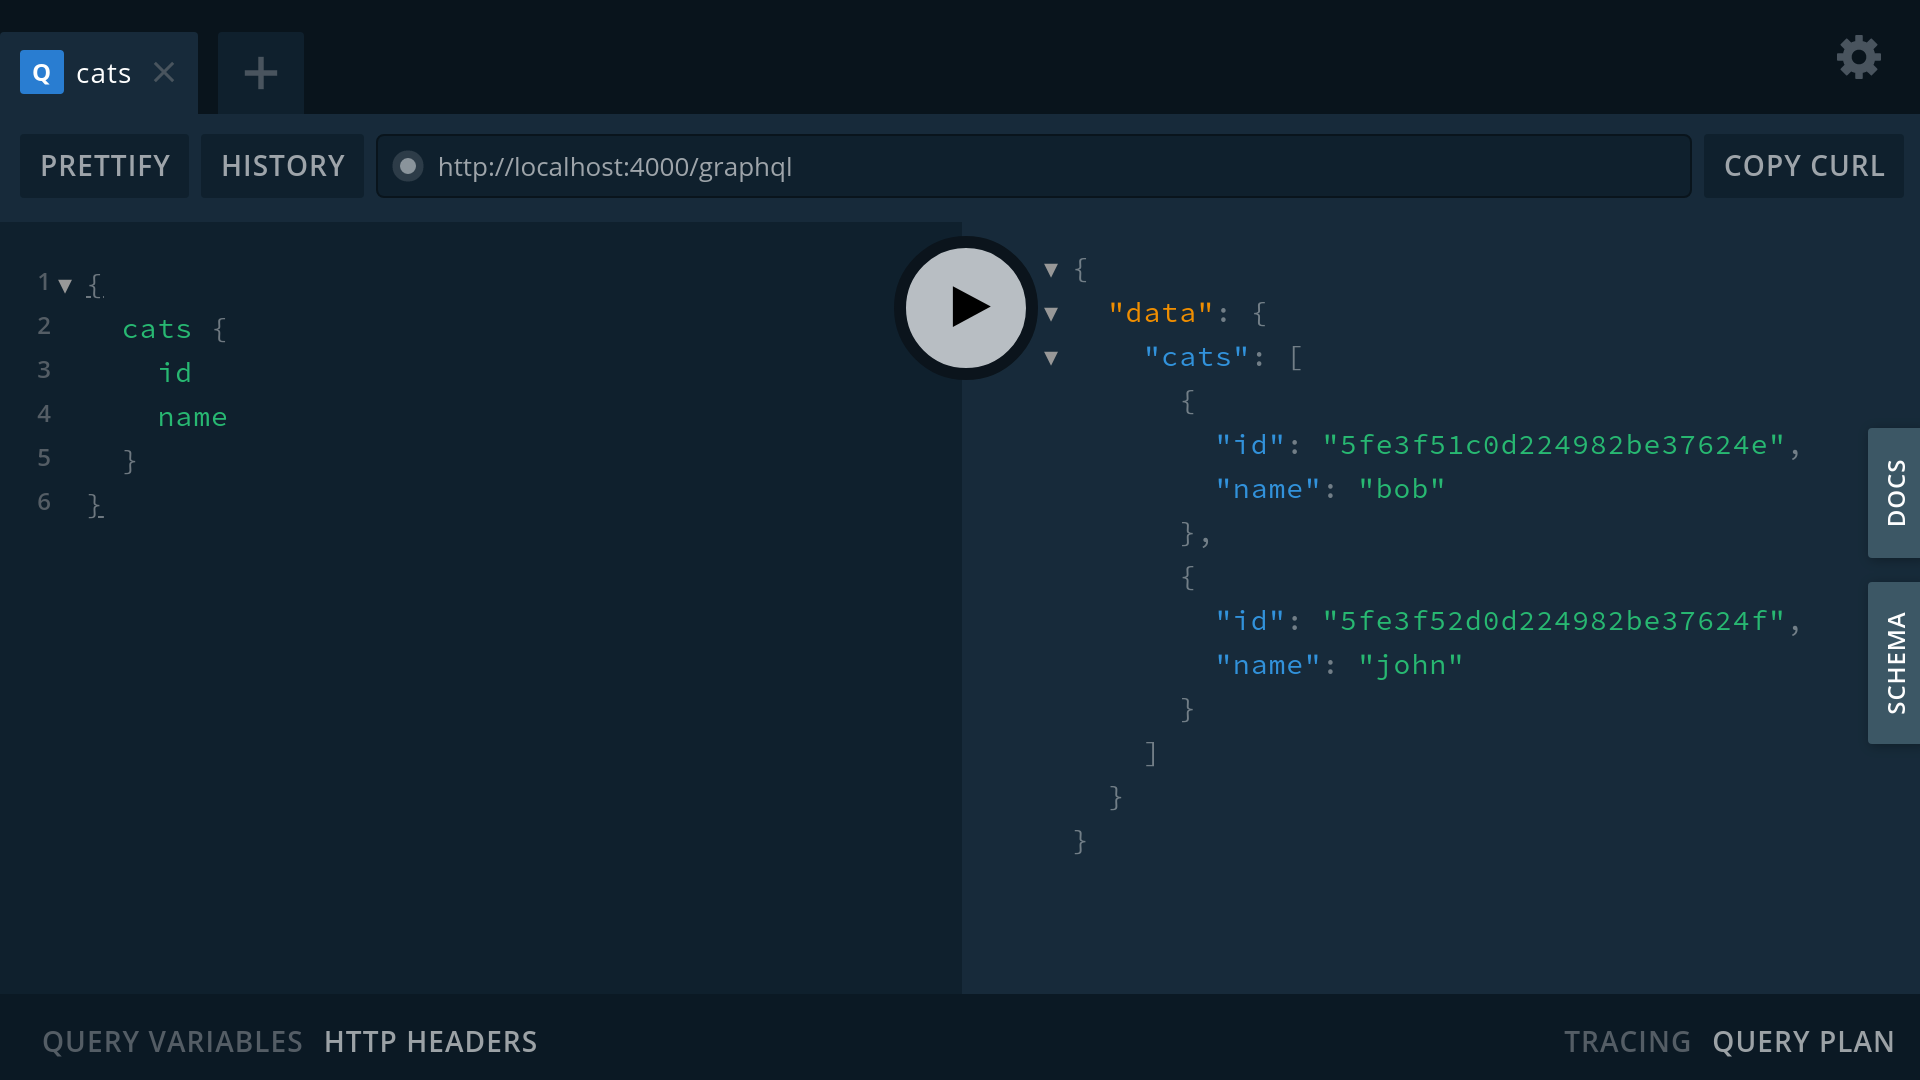 Q cats
PRETTIFY HISTORY http://localhost:4000/graphql COPY CURL
1 {
2 cats {
3 id
4 name
5 }
6 }
{
"data": {
"cats": [
{
"id": "5fe3f51c0d224982be37624e",
"name": "bob"
},
{
"id": "5fe3f52d0d224982be37624f",
"name": "john"
}
]
}
}
DOCS
SCHEMA
QUERY VARIABLES HTTP HEADERS
TRACING QUERY PLAN